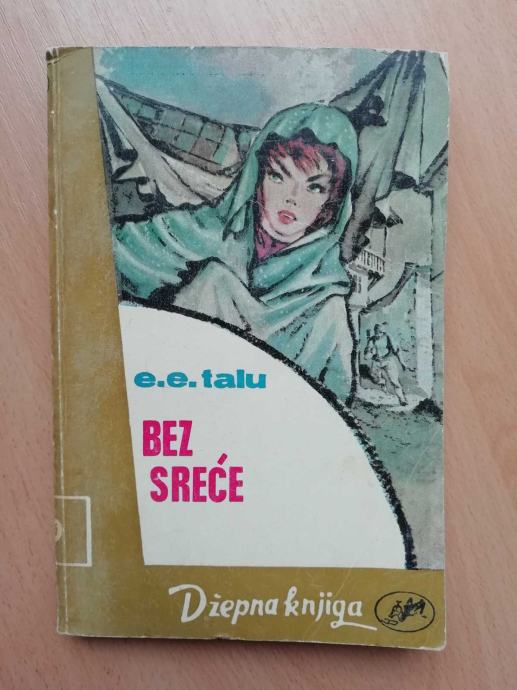 e.e. talu
BEZ
SREĆE
Džepna knjiga